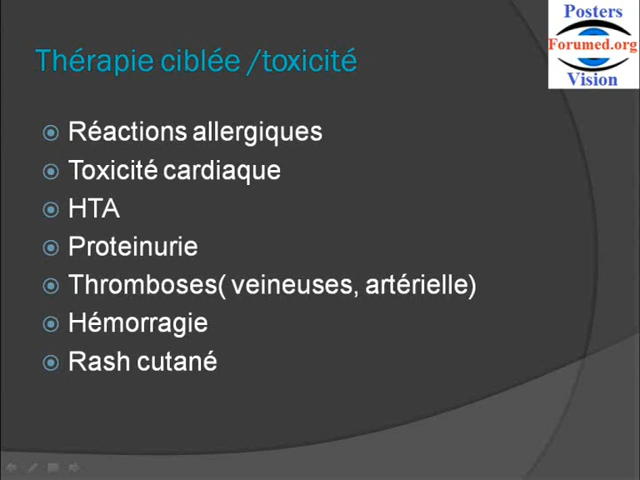 Posters
Forumed.org
Vision
Thérapie ciblée /toxicité
Réactions allergiques
Toxicité cardiaque
HTA
Proteinurie
Thromboses( veineuses, artérielle)
Hémorragie
Rash cutané